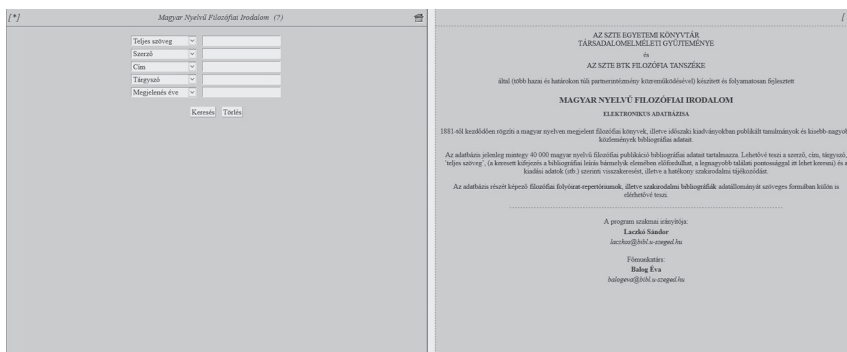 [*]
Magyar Nyelvű Filozófiai Irodalom (?)
Teljes szöveg
Szerző
Cím
Tárgyszó
Megjelenés éve
Keresés Törlés
[
AZ SZTE EGYETEMI KÖNYVTÁR
TÁRSADALOMELMÉLETI GYŰJTEMÉNYE
és
AZ SZTE BTK FILOZÓFIA TANSZÉKE
által (több hazai és határokon túli partnerintézmény közreműködésével) készített és folyamatosan fejlesztett
MAGYAR NYELVŰ FILOZÓFIAI IRODALOM
ELEKTRONIKUS ADATBÁZISA
1881-től kezdődően rögzíti a magyar nyelven megjelent filozófiai könyvek, illetve időszaki kiadványokban publikált tanulmányok és kisebb-nagyob
közlemények bibliográfiai adatait.
Az adatbázis jelenleg mintegy 40 000 magyar nyelvű filozófiai publikáció bibliográfiai adatait tartalmazza. Lehetővé teszi a szerző, cím, tárgyszó,
'teljes szöveg', (a keresett kifejezés a bibliográfiai leírás bármelyik elemében előfordulhat, a legnagyobb találati pontossággal itt lehet keresni) és a
kiadási adatok (stb.) szerinti visszakeresést, illetve a hatékony szakirodalmi tájékozódást.
Az adatbázis részét képező filozófiai folyóirat-repertóriumok, illetve szakirodalmi bibliográfiák adatállományát szöveges formában külön is
elérhetővé teszi.
A program szakmai irányítója:
Laczkó Sándor
laczkos@bibl.u-szeged.hu
Főmunkatárs:
Balog Éva
balogeva@bibl.u-szeged.hu